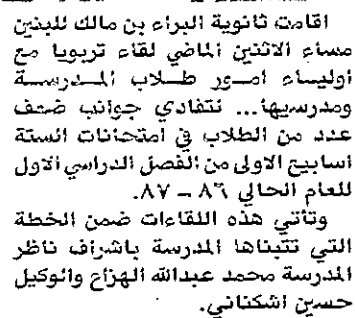 اقامت ثانوية البراء بن مالك للبنين
مساء الاثنين الماضي لقاء تربويا مع
اولياء امور طلاب المدرسة
ومدرسيها... لتفادي جوانب ضعف
عدد من الطلاب في امتحانات الستة
اسابيع الاولى من الفصل الدراسي الاول
للعام الحالي ٨٦ – ٨٧.
وتاتي هذه اللقاءات ضمن الخطة
التي تتبناها المدرسة باشراف ناظر
المدرسة محمد عبدالله الهزاع والوكيل
حسين اشكناني.